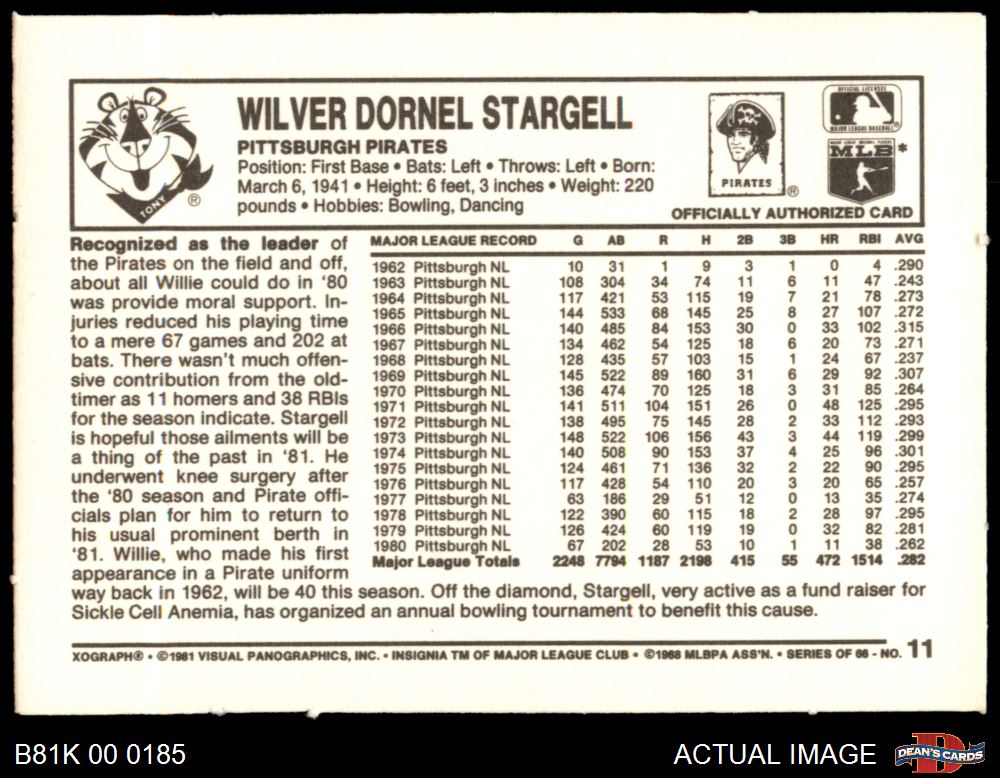 WILVER DORNEL STARGELL
PITTSBURGH PIRATES
Position: First Base • Bats: Left • Throws: Left • Born:
March 6, 1941 • Height: 6 feet, 3 inches • Weight: 220
pounds • Hobbies: Bowling, Dancing
TONY
®
PIRATES
®
OFFICIAL LICENSEE
MAJOR LEAGUE BASEBALL
MLB
*
OFFICIALLY AUTHORIZED CARD
Recognized as the leader of
the Pirates on the field and off,
about all Willie could do in '80
was provide moral support. In-
juries reduced his playing time
to a mere 67 games and 202 at
bats. There wasn't much offen-
sive contribution from the old-
timer as 11 homers and 38 RBIs
for the season indicate. Stargell
is hopeful those ailments will be
a thing of the past in '81. He
underwent knee surgery after
the '80 season and Pirate offi-
cials plan for him to return to
his usual prominent berth in
'81. Willie, who made his first
appearance in a Pirate uniform
way back in 1962, will be 40 this season. Off the diamond, Stargell, very active as a fund raiser for
Sickle Cell Anemia, has organized an annual bowling tournament to benefit this cause.
MAJOR LEAGUE RECORD G AB R H 2B 3B HR RBI AVG
1962 Pittsburgh NL 10 31 1 9 3 1 0 4 .290
1963 Pittsburgh NL 108 304 34 74 11 6 11 47 .243
1964 Pittsburgh NL 117 421 53 115 19 7 21 78 .273
1965 Pittsburgh NL 144 533 68 145 25 8 27 107 .272
1966 Pittsburgh NL 140 485 84 153 30 0 33 102 .315
1967 Pittsburgh NL 134 462 54 125 18 6 20 73 .271
1968 Pittsburgh NL 128 435 57 103 15 1 24 67 .237
1969 Pittsburgh NL 145 522 89 160 31 6 29 92 .307
1970 Pittsburgh NL 136 474 70 125 18 3 31 85 .264
1971 Pittsburgh NL 141 511 104 151 26 0 48 125 .295
1972 Pittsburgh NL 138 495 75 145 28 2 33 112 .293
1973 Pittsburgh NL 148 522 106 156 43 3 44 119 .299
1974 Pittsburgh NL 140 508 90 153 37 4 25 96 .301
1975 Pittsburgh NL 124 461 71 136 32 2 22 90 .295
1976 Pittsburgh NL 117 428 54 110 20 3 20 65 .257
1977 Pittsburgh NL 63 186 29 51 12 0 13 35 .274
1978 Pittsburgh NL 122 390 60 115 18 2 28 97 .295
1979 Pittsburgh NL 126 424 60 119 19 0 32 82 .281
1980 Pittsburgh NL 67 202 28 53 10 1 11 38 .262
Major League Totals 2248 7794 1187 2198 415 55 472 1514 .282
XOGRAPH® • ©1981 VISUAL PANOGRAPHICS, INC. • INSIGNIA TM OF MAJOR LEAGUE CLUB • ©1968 MLBPA ASS'N. • SERIES OF 66 - NO. 11
B81K 00 0185
ACTUAL IMAGE
DEAN'S CARDS